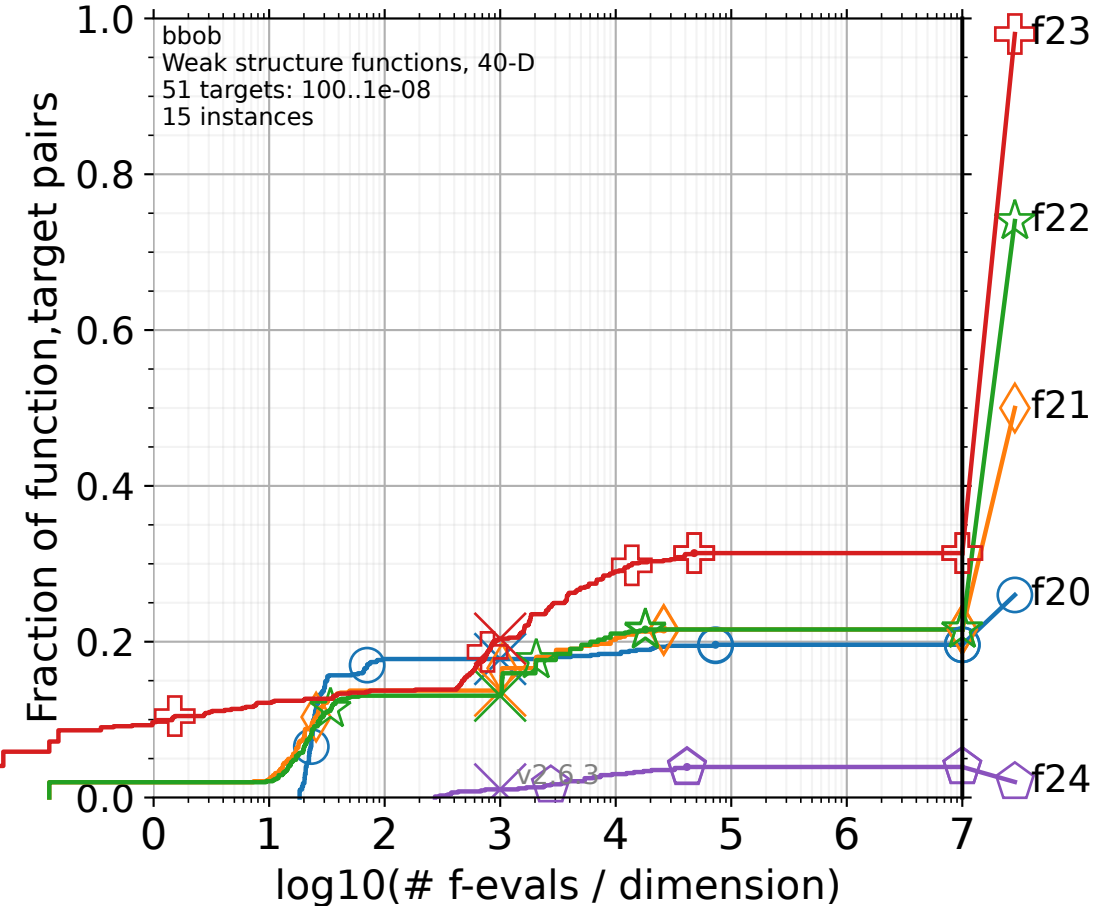 bbob
Weak structure functions, 40-D
51 targets: 100..1e-08
15 instances
Fraction of function,target pairs
1.0
0.8
0.6
0.4
0.2
0.0
f23
f22
f21
f20
f24
v2.6.3
0 1 2 3 4 5 6 7
log10(# f-evals / dimension)